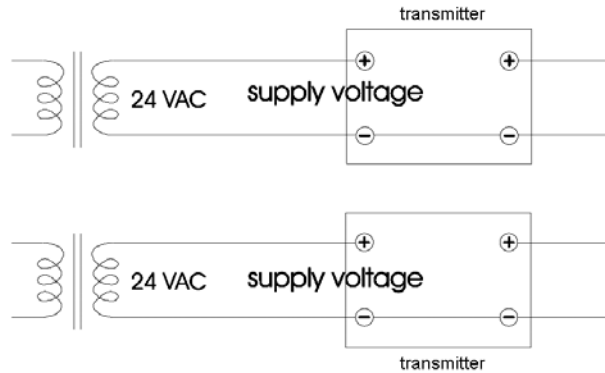 transmitter
+ +
24 VAC supply voltage
- -
+ +
24 VAC supply voltage
- -
transmitter